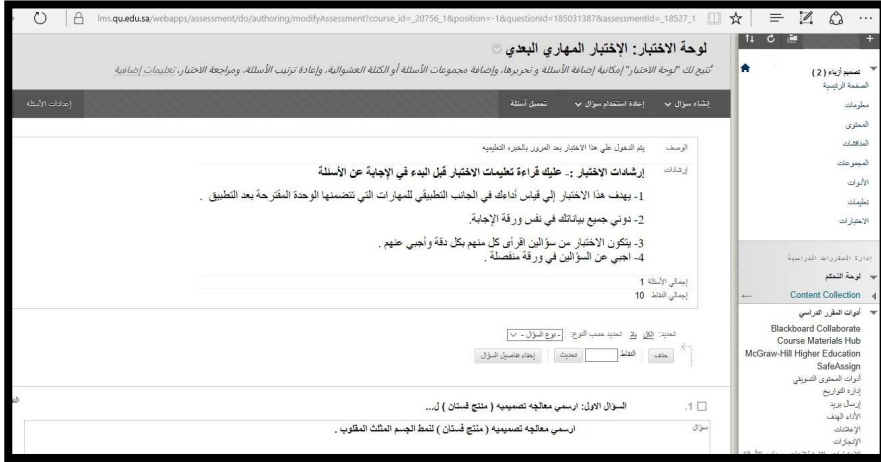 lms.qu.edu.sa/webapps/assessment/do/authoring/modifyAssessment?course_id=_20756_1&position=-1&questionId=185031387&assessmentId=_18527_1
لوحة الاختبار: الإختبار المهاري البعدي
تُتيح لك "لوحة الاختبار" إمكانية إضافة الأسئلة و تحريرها، وإضافة مجموعات الأسئلة أو الكتلة العشوائية، وإعادة ترتيب الأسئلة، ومراجعة الاختبار. تعليمات إضافية
إنشاء سؤال
إعادة استخدام سؤال
تحميل أسئلة
إعدادات الأسئلة
الوصف
يتم الدخول علي هذا الاختبار بعد المرور بالخبره التعليميه
إرشادات
إرشادات الاختبار :- عليك قراءة تعليمات الاختبار قبل البدء في الإجابة عن الأسئلة
1- يهدف هذا الاختبار إلي قياس أداءك في الجانب التطبيقي للمهارات التي تتضمنها الوحدة المقترحة بعد التطبيق .
2- دوني جميع بياناتك في نفس ورقة الإجابة.
3- يتكون الاختبار من سؤالين اقرأى كل منهم بكل دقة وأجبي عنهم .
4- اجبي عن السؤالين في ورقة منفصلة .
إجمالي الأسئلة 1
إجمالي النقاط 10
تحديد: الكل بلا تحديد حسب النوع: - نوع السؤال -
حذف
النقاط
تحديث
إخفاء تفاصيل السؤال
1. السؤال الاول: ارسمي معالجه تصميميه ( منتج فستان ) ل...
سؤال
ارسمي معالجه تصميميه ( منتج فستان ) لنمط الجسم المثلث المقلوب .
تصميم أزياء ( 2 )
الصفحة الرئيسية
معلومات
المحتوى
المناقشات
المجموعات
الأدوات
تعليمات
الاختبارات
إدارة المقررات الدراسية
لوحة التحكم
Content Collection
أدوات المقرر الدراسي
Blackboard Collaborate
Course Materials Hub
McGraw-Hill Higher Education
SafeAssign
أدوات المحتوى التسويقي
إدارة التواريخ
إرسال بريد
الأداء الهدف
الإعلانات
الإنجازات